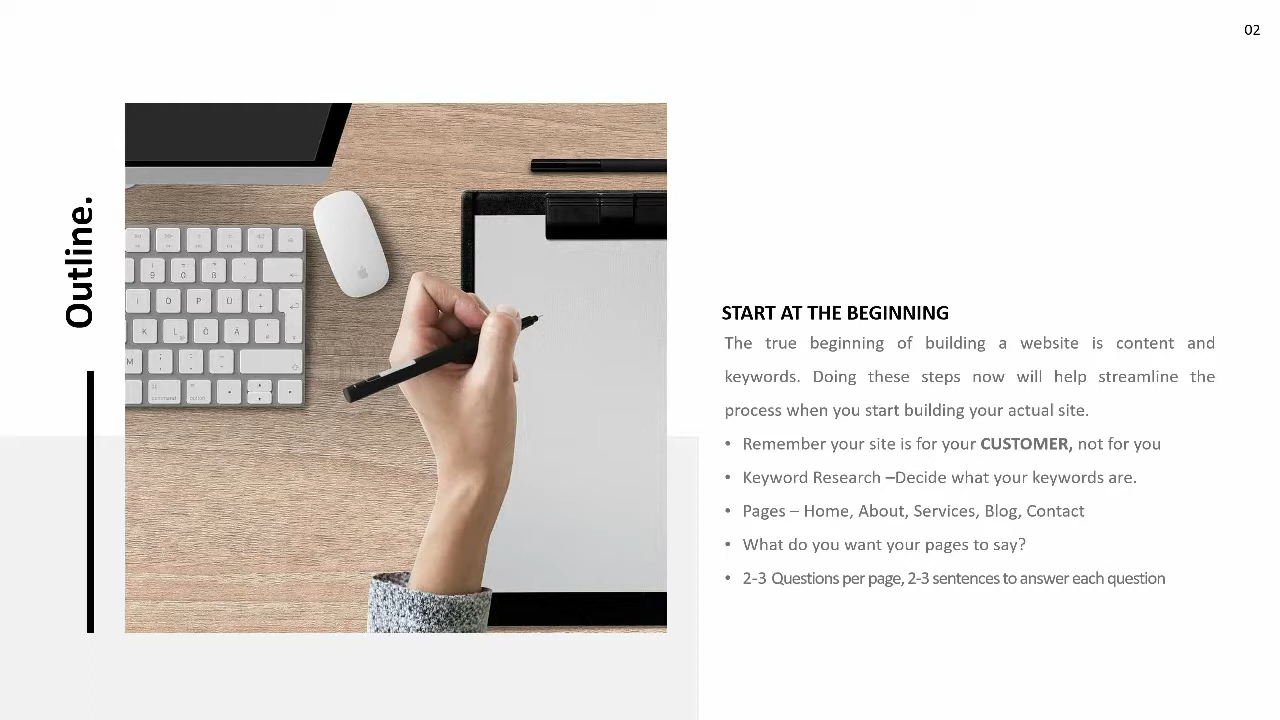 02
Outline.
START AT THE BEGINNING
The true beginning of building a website is content and
keywords. Doing these steps now will help streamline the
process when you start building your actual site.
• Remember your site is for your CUSTOMER, not for you
• Keyword Research –Decide what your keywords are.
• Pages – Home, About, Services, Blog, Contact
• What do you want your pages to say?
• 2-3 Questions per page, 2-3 sentences to answer each question